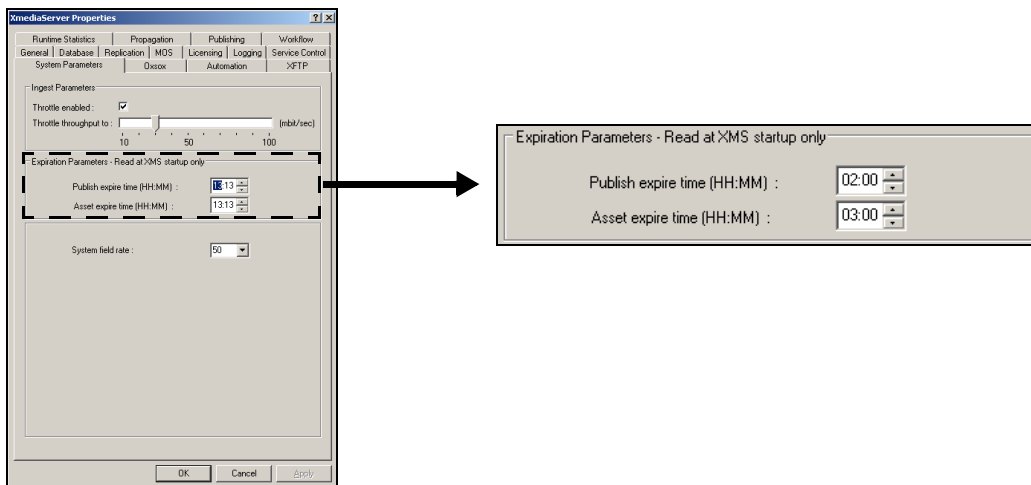 XmediaServer Properties
Runtime Statistics Propagation Publishing Workflow
General Database Replication MOS Licensing Logging Service Control
System Parameters Oxsox Automation XFTP
Ingest Parameters
Throttle enabled :
Throttle throughput to : (mbit/sec)
10 50 100
Expiration Parameters - Read at XMS startup only
Publish expire time (HH:MM) : 13:13
Asset expire time (HH:MM) : 13:13
System field rate : 50
OK Cancel Apply
Expiration Parameters - Read at XMS startup only
Publish expire time (HH:MM) : 02:00
Asset expire time (HH:MM) : 03:00